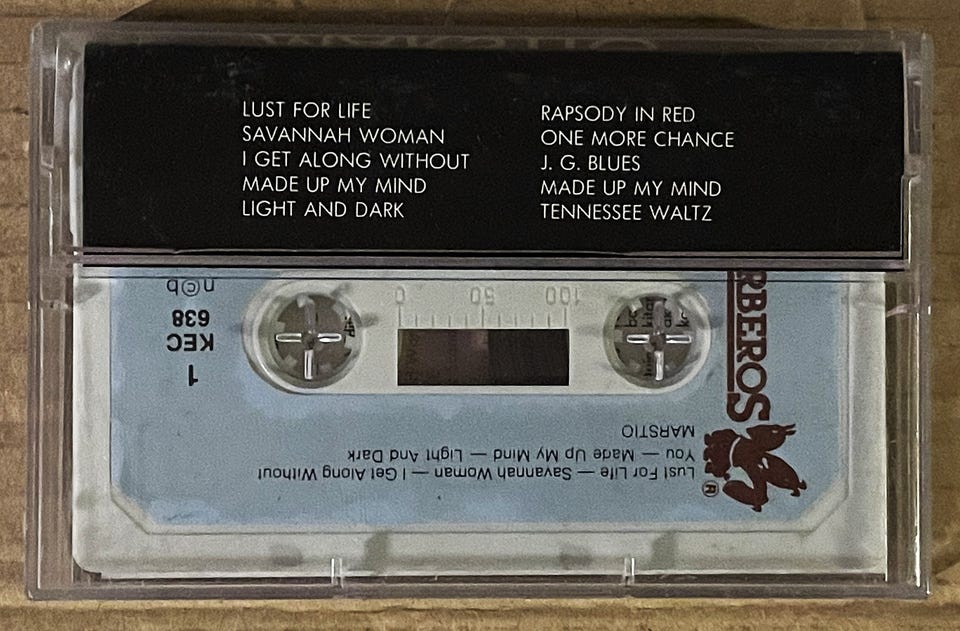 LUST FOR LIFE
SAVANNAH WOMAN
I GET ALONG WITHOUT
MADE UP MY MIND
LIGHT AND DARK
RAPSODY IN RED
ONE MORE CHANCE
J. G. BLUES
MADE UP MY MIND
TENNESSEE WALTZ
RBEROS
®
Lust For Life — Savannah Woman — I Get Along Without
You — Made Up My Mind — Light And Dark
MARSTIO
0 50 100
1
KEC
638
n©b